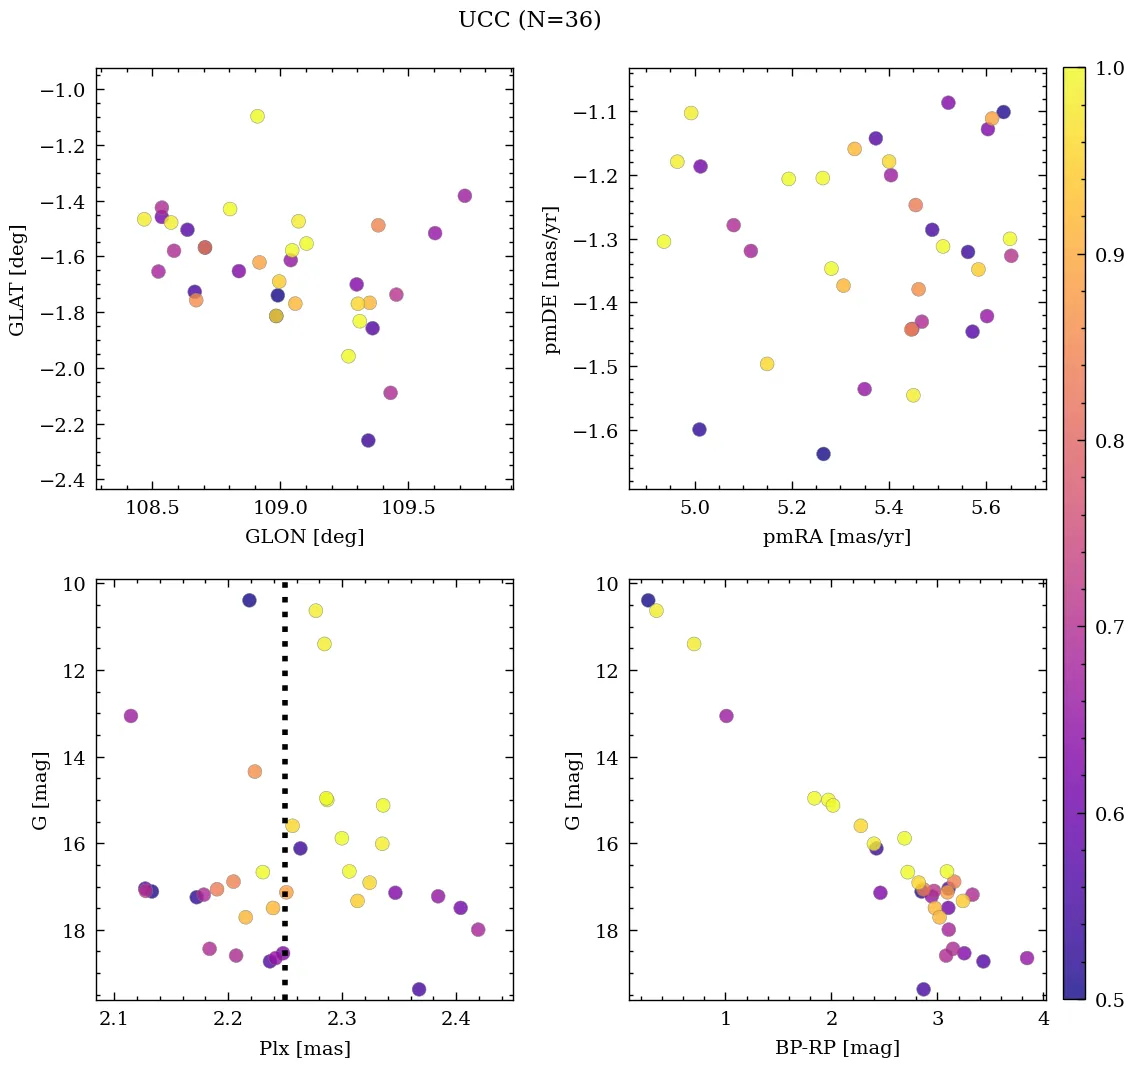 UCC (N=36)
−1.0
−1.2
−1.4
−1.6
−1.8
−2.0
−2.2
−2.4
GLAT [deg]
108.5 109.0 109.5
GLON [deg]
−1.1
−1.2
−1.3
−1.4
−1.5
−1.6
pmDE [mas/yr]
5.0 5.2 5.4 5.6
pmRA [mas/yr]
10
12
14
16
18
G [mag]
2.1 2.2 2.3 2.4
Plx [mas]
10
12
14
16
18
G [mag]
1 2 3 4
BP-RP [mag]
1.0
0.9
0.8
0.7
0.6
0.5